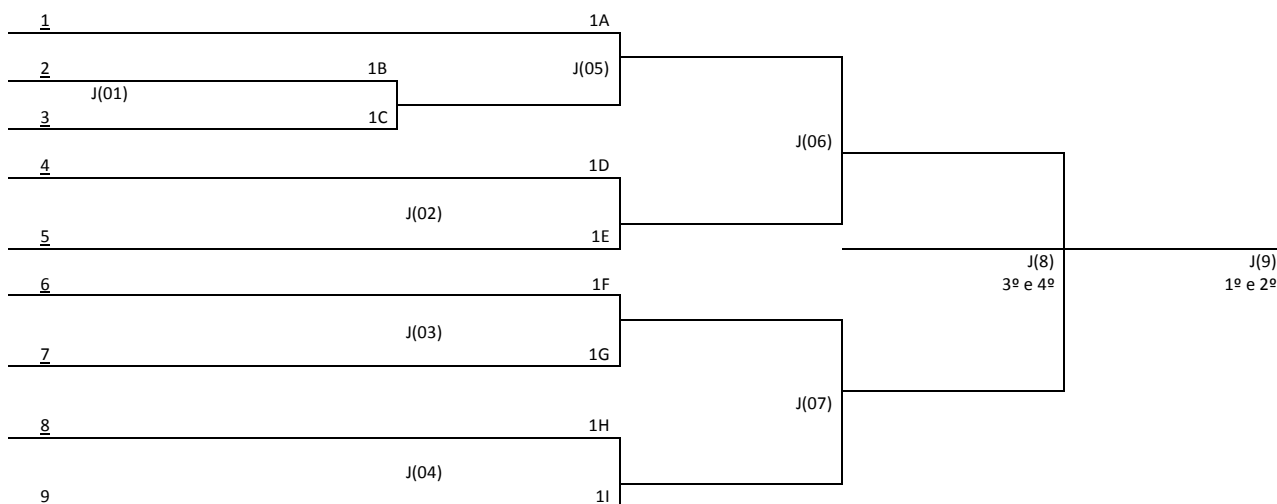 1 1A
2 1B J(05)
J(01)
3 1C
J(06)
4 1D
J(02)
5 1E
J(8) J(9)
6 1F 3º e 4º 1º e 2º
J(03)
7 1G
J(07)
8 1H
J(04)
9 1I